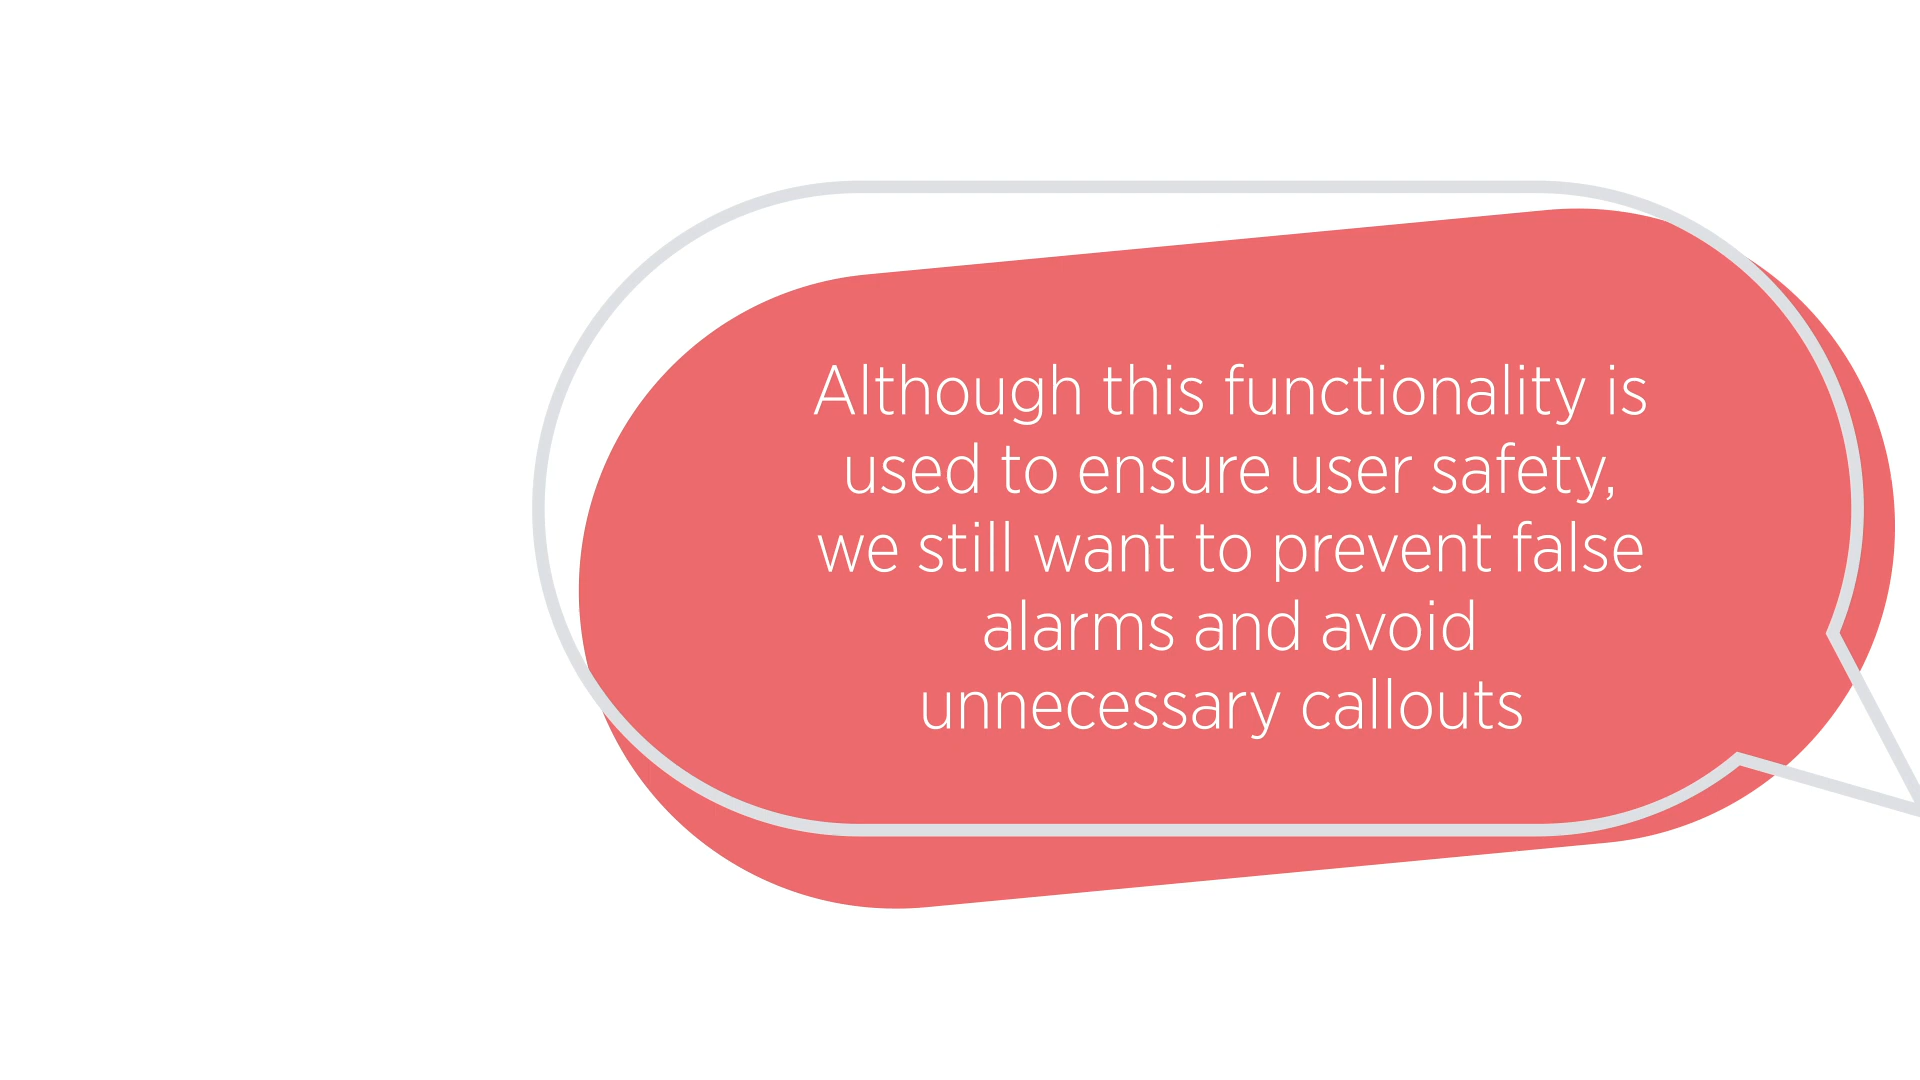 Although this functionality is
used to ensure user safety,
we still want to prevent false
alarms and avoid
unnecessary callouts